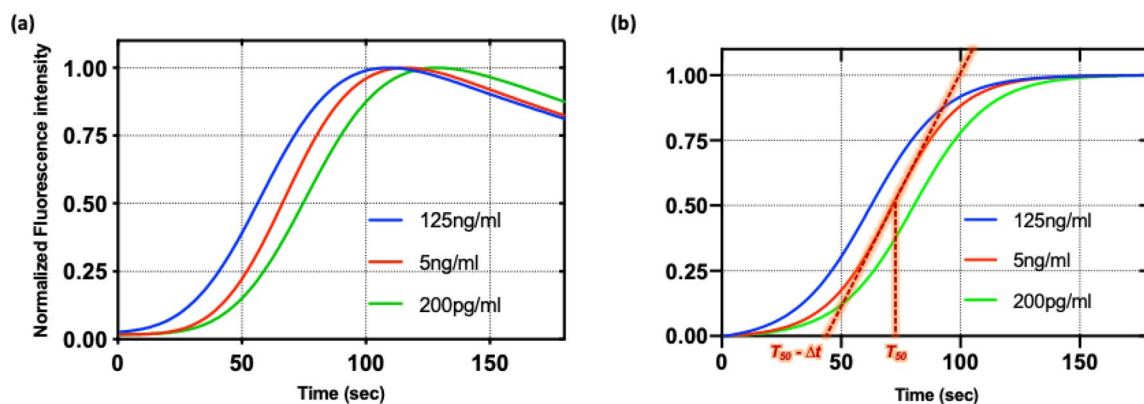 (a)
Normalized Fluorescence intensity
1.00
0.75
0.50
0.25
0.00
0 50 100 150
Time (sec)
125ng/ml
5ng/ml
200pg/ml
(b)
1.00
0.75
0.50
0.25
0.00
0 50 100 150
T50 - Δt
T50
Time (sec)
125ng/ml
5ng/ml
200pg/ml